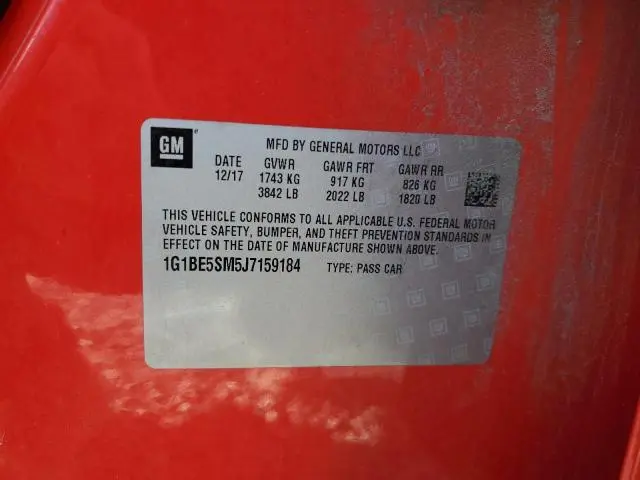 GM
MFD BY GENERAL MOTORS LLC
DATE GVWR GAWR FRT GAWR RR
12/17 1743 KG 917 KG 826 KG
3842 LB 2022 LB 1820 LB
THIS VEHICLE CONFORMS TO ALL APPLICABLE U.S. FEDERAL MOTOR
VEHICLE SAFETY, BUMPER, AND THEFT PREVENTION STANDARDS IN
EFFECT ON THE DATE OF MANUFACTURE SHOWN ABOVE.
1G1BE5SM5J7159184 TYPE: PASS CAR